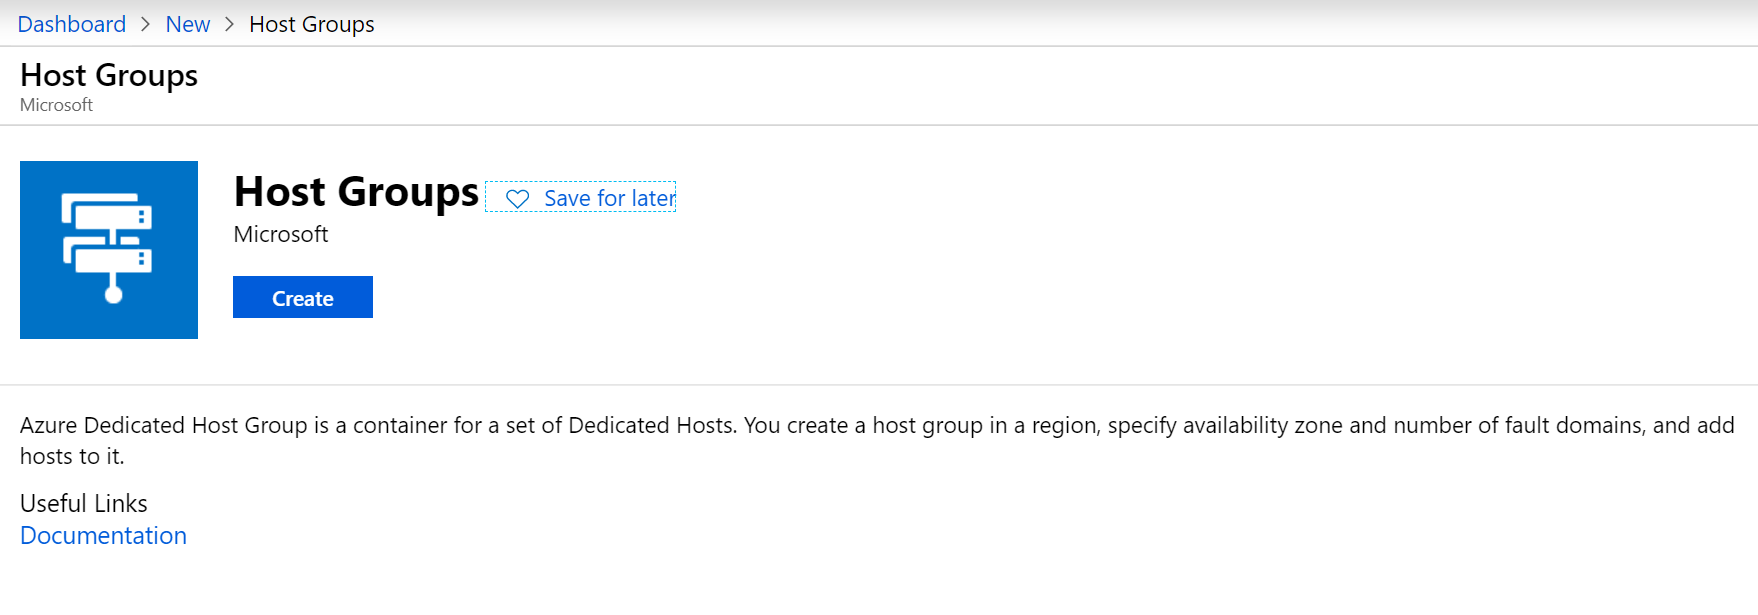 Dashboard > New > Host Groups
Host Groups
Microsoft
Host Groups Save for later
Microsoft
Create
Azure Dedicated Host Group is a container for a set of Dedicated Hosts. You create a host group in a region, specify availability zone and number of fault domains, and add
hosts to it.
Useful Links
Documentation